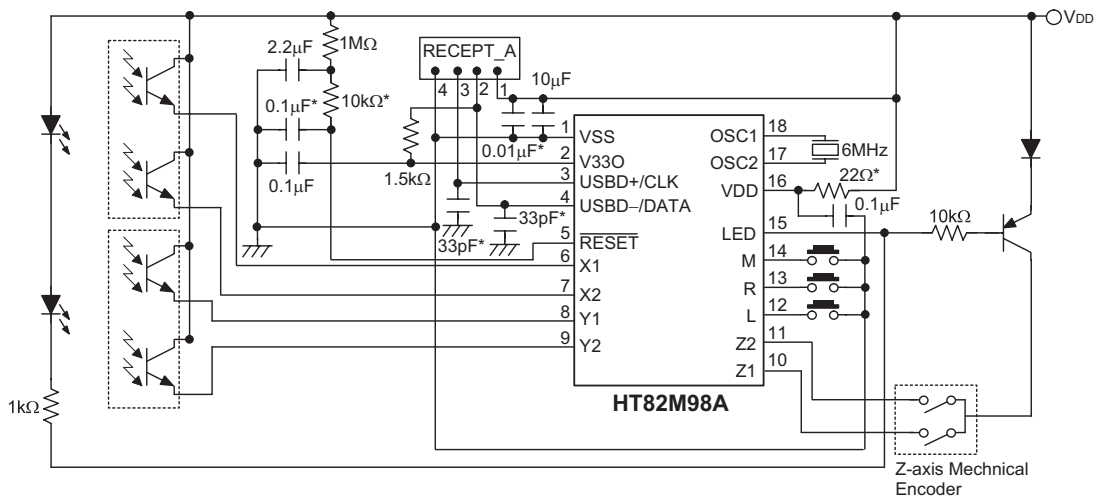 VDD
2.2μF
1MΩ
RECEPT_A
4 3 2 1
10μF
0.1μF*
10kΩ*
0.01μF*
0.1μF
1.5kΩ
33pF*
33pF*
1 VSS
2 V33O
3 USBD+/CLK
4 USBD−/DATA
5 RESET
6 X1
7 X2
8 Y1
9 Y2
OSC1 18
OSC2 17
VDD 16
LED 15
M 14
R 13
L 12
Z2 11
Z1 10
6MHz
22Ω*
0.1μF
10kΩ
1kΩ
HT82M98A
Z-axis Mechnical
Encoder